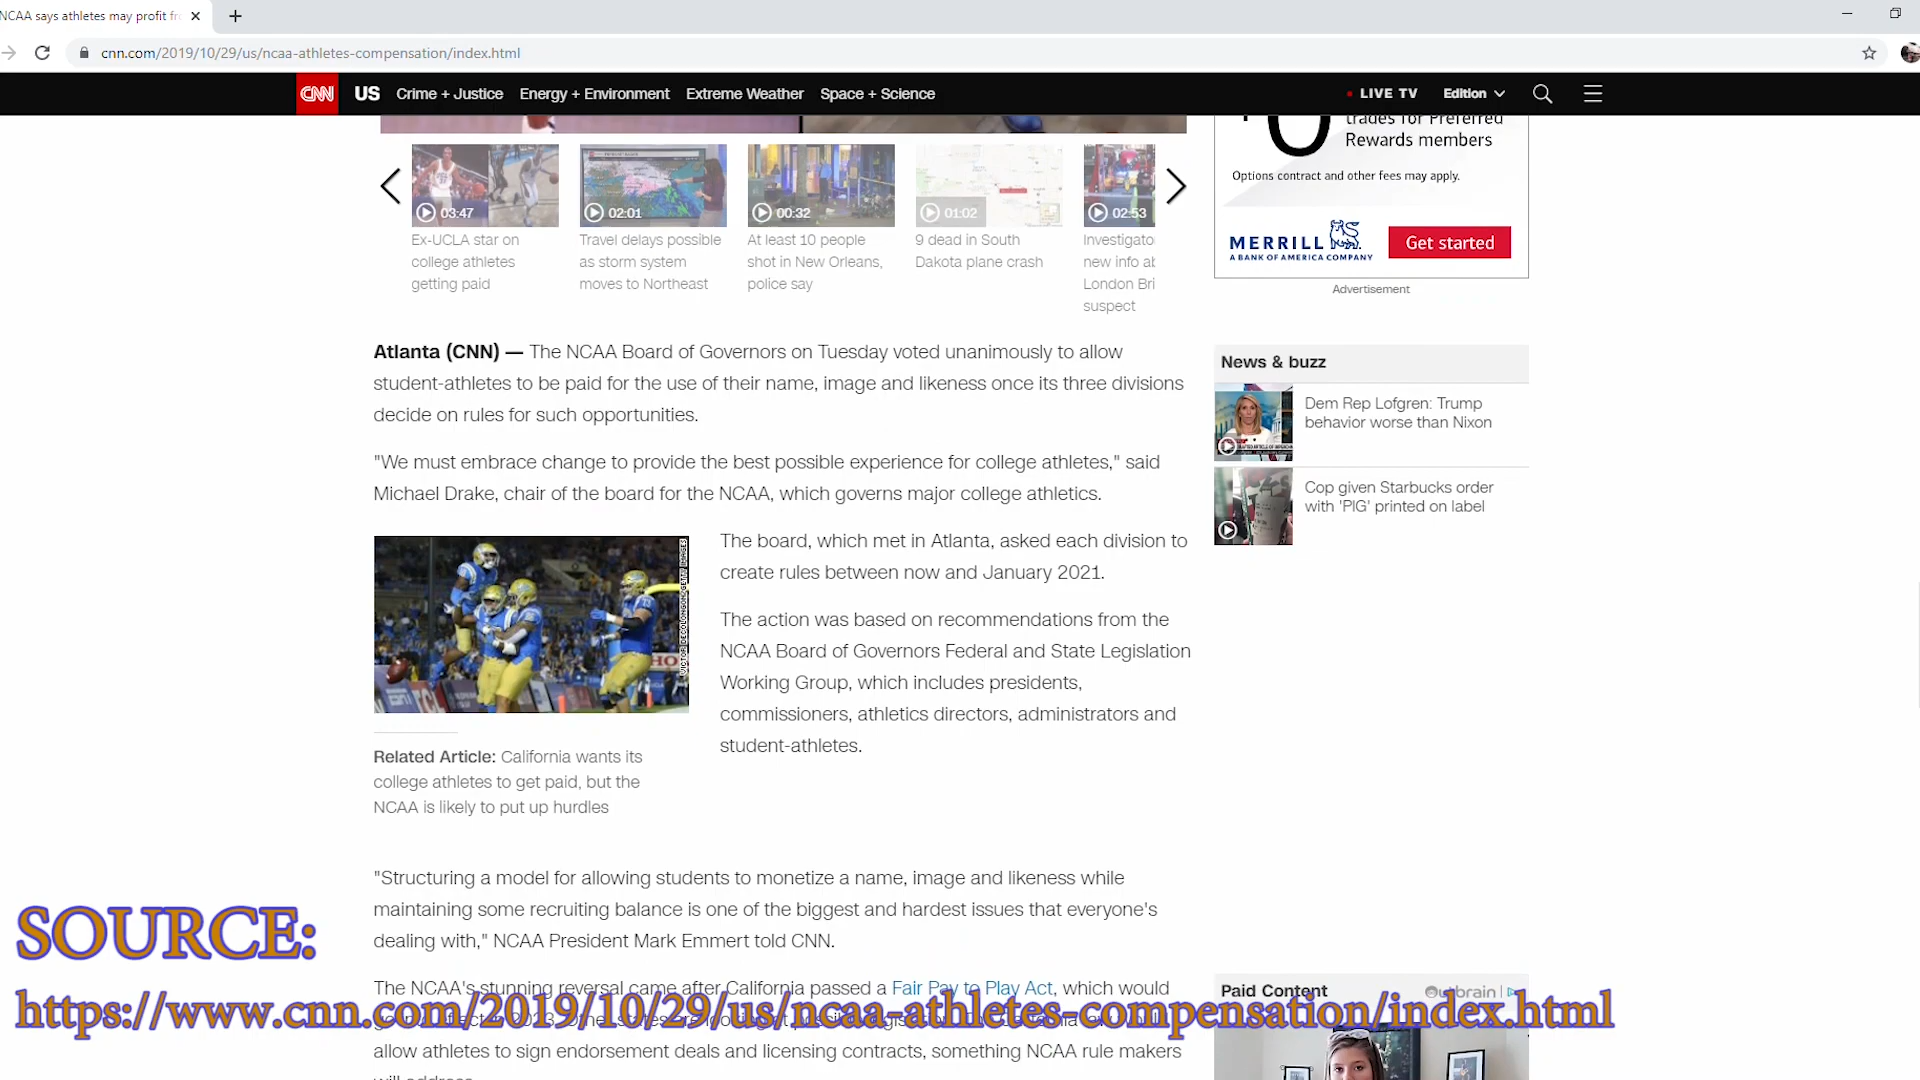 NCAA says athletes may profit fr
cnn.com/2019/10/29/us/ncaa-athletes-compensation/index.html
CNN US Crime + Justice Energy + Environment Extreme Weather Space + Science LIVE TV Edition
trades for Preferred
Rewards members
Options contract and other fees may apply.
MERRILL
A BANK OF AMERICA COMPANY
Get started
Advertisement
03:47
Ex-UCLA star on
college athletes
getting paid
02:01
Travel delays possible
as storm system
moves to Northeast
00:32
At least 10 people
shot in New Orleans,
police say
01:02
9 dead in South
Dakota plane crash
02:53
Investigato
new info ab
London Bri
suspect
Atlanta (CNN) — The NCAA Board of Governors on Tuesday voted unanimously to allow
student-athletes to be paid for the use of their name, image and likeness once its three divisions
decide on rules for such opportunities.
"We must embrace change to provide the best possible experience for college athletes," said
Michael Drake, chair of the board for the NCAA, which governs major college athletics.
VICTOR DECOLONGON/GETTY IMAGES
The board, which met in Atlanta, asked each division to
create rules between now and January 2021.
The action was based on recommendations from the
NCAA Board of Governors Federal and State Legislation
Working Group, which includes presidents,
commissioners, athletics directors, administrators and
student-athletes.
Related Article: California wants its
college athletes to get paid, but the
NCAA is likely to put up hurdles
"Structuring a model for allowing students to monetize a name, image and likeness while
maintaining some recruiting balance is one of the biggest and hardest issues that everyone's
dealing with," NCAA President Mark Emmert told CNN.
The NCAA's stunning reversal came after California passed a Fair Pay to Play Act, which would
allow athletes to sign endorsement deals and licensing contracts, something NCAA rule makers
will address
News & buzz
Dem Rep Lofgren: Trump
behavior worse than Nixon
Cop given Starbucks order
with 'PIG' printed on label
Paid Content
Outbrain
SOURCE:
https://www.cnn.com/2019/10/29/us/ncaa-athletes-compensation/index.html